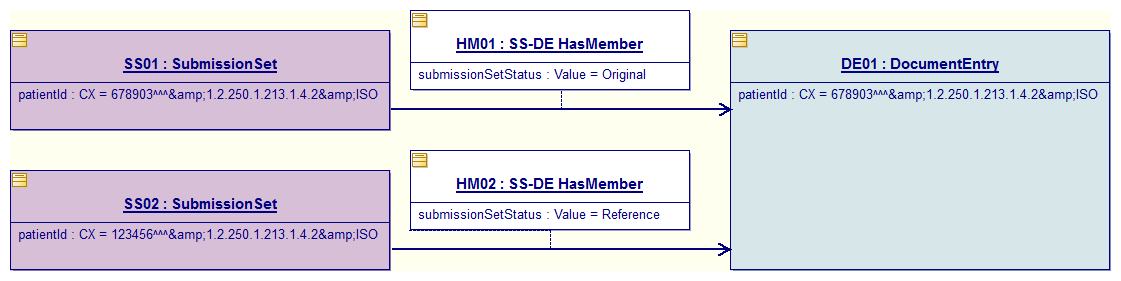 SS01 : SubmissionSet
patientId : CX = 678903^^^&amp;1.2.250.1.213.1.4.2&amp;ISO
HM01 : SS-DE HasMember
submissionSetStatus : Value = Original
DE01 : DocumentEntry
patientId : CX = 678903^^^&amp;1.2.250.1.213.1.4.2&amp;ISO
SS02 : SubmissionSet
patientId : CX = 123456^^^&amp;1.2.250.1.213.1.4.2&amp;ISO
HM02 : SS-DE HasMember
submissionSetStatus : Value = Reference